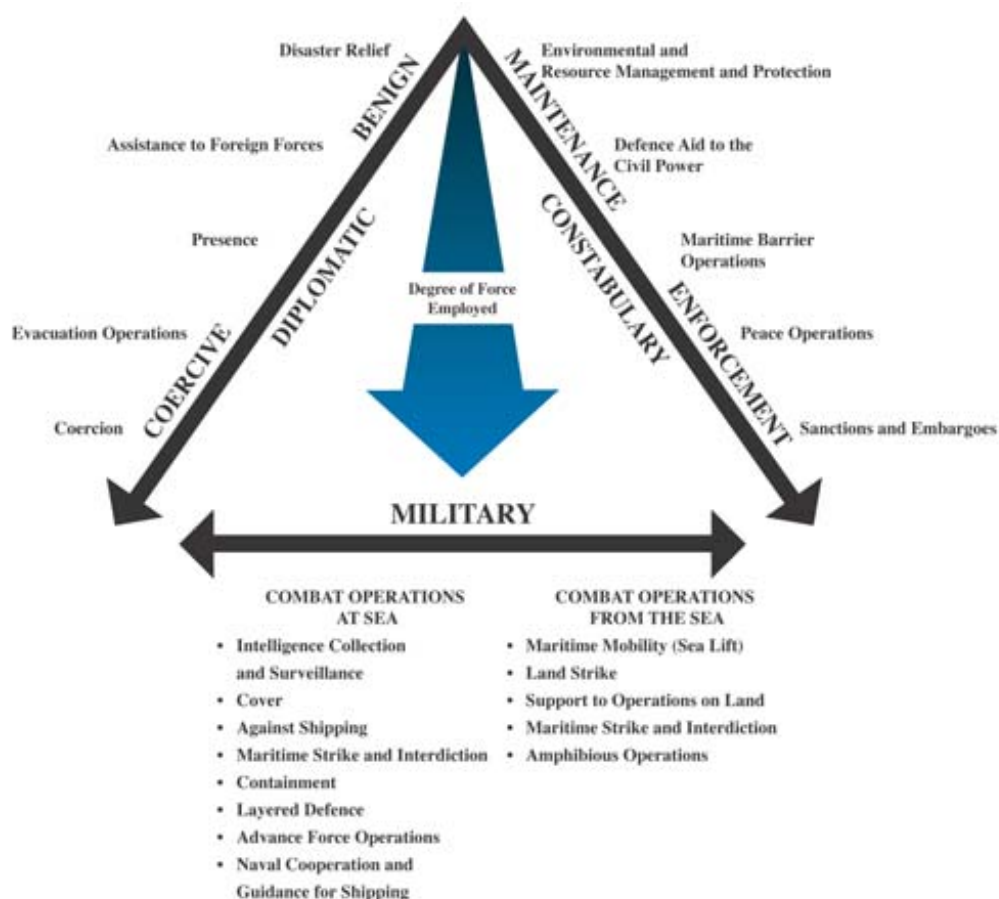 Disaster Relief
Assistance to Foreign Forces
Presence
Evacuation Operations
Coercion
BENIGN
COERCIVE
DIPLOMATIC
Degree of Force
Employed
CONSTABULARY
MAINTENANCE
ENFORCEMENT
Environmental and
Resource Management and Protection
Defence Aid to the
Civil Power
Maritime Barrier
Operations
Peace Operations
Sanctions and Embargoes
MILITARY
COMBAT OPERATIONS
AT SEA
• Intelligence Collection
and Surveillance
• Cover
• Against Shipping
• Maritime Strike and Interdiction
• Containment
• Layered Defence
• Advance Force Operations
• Naval Cooperation and
Guidance for Shipping
COMBAT OPERATIONS
FROM THE SEA
• Maritime Mobility (Sea Lift)
• Land Strike
• Support to Operations on Land
• Maritime Strike and Interdiction
• Amphibious Operations